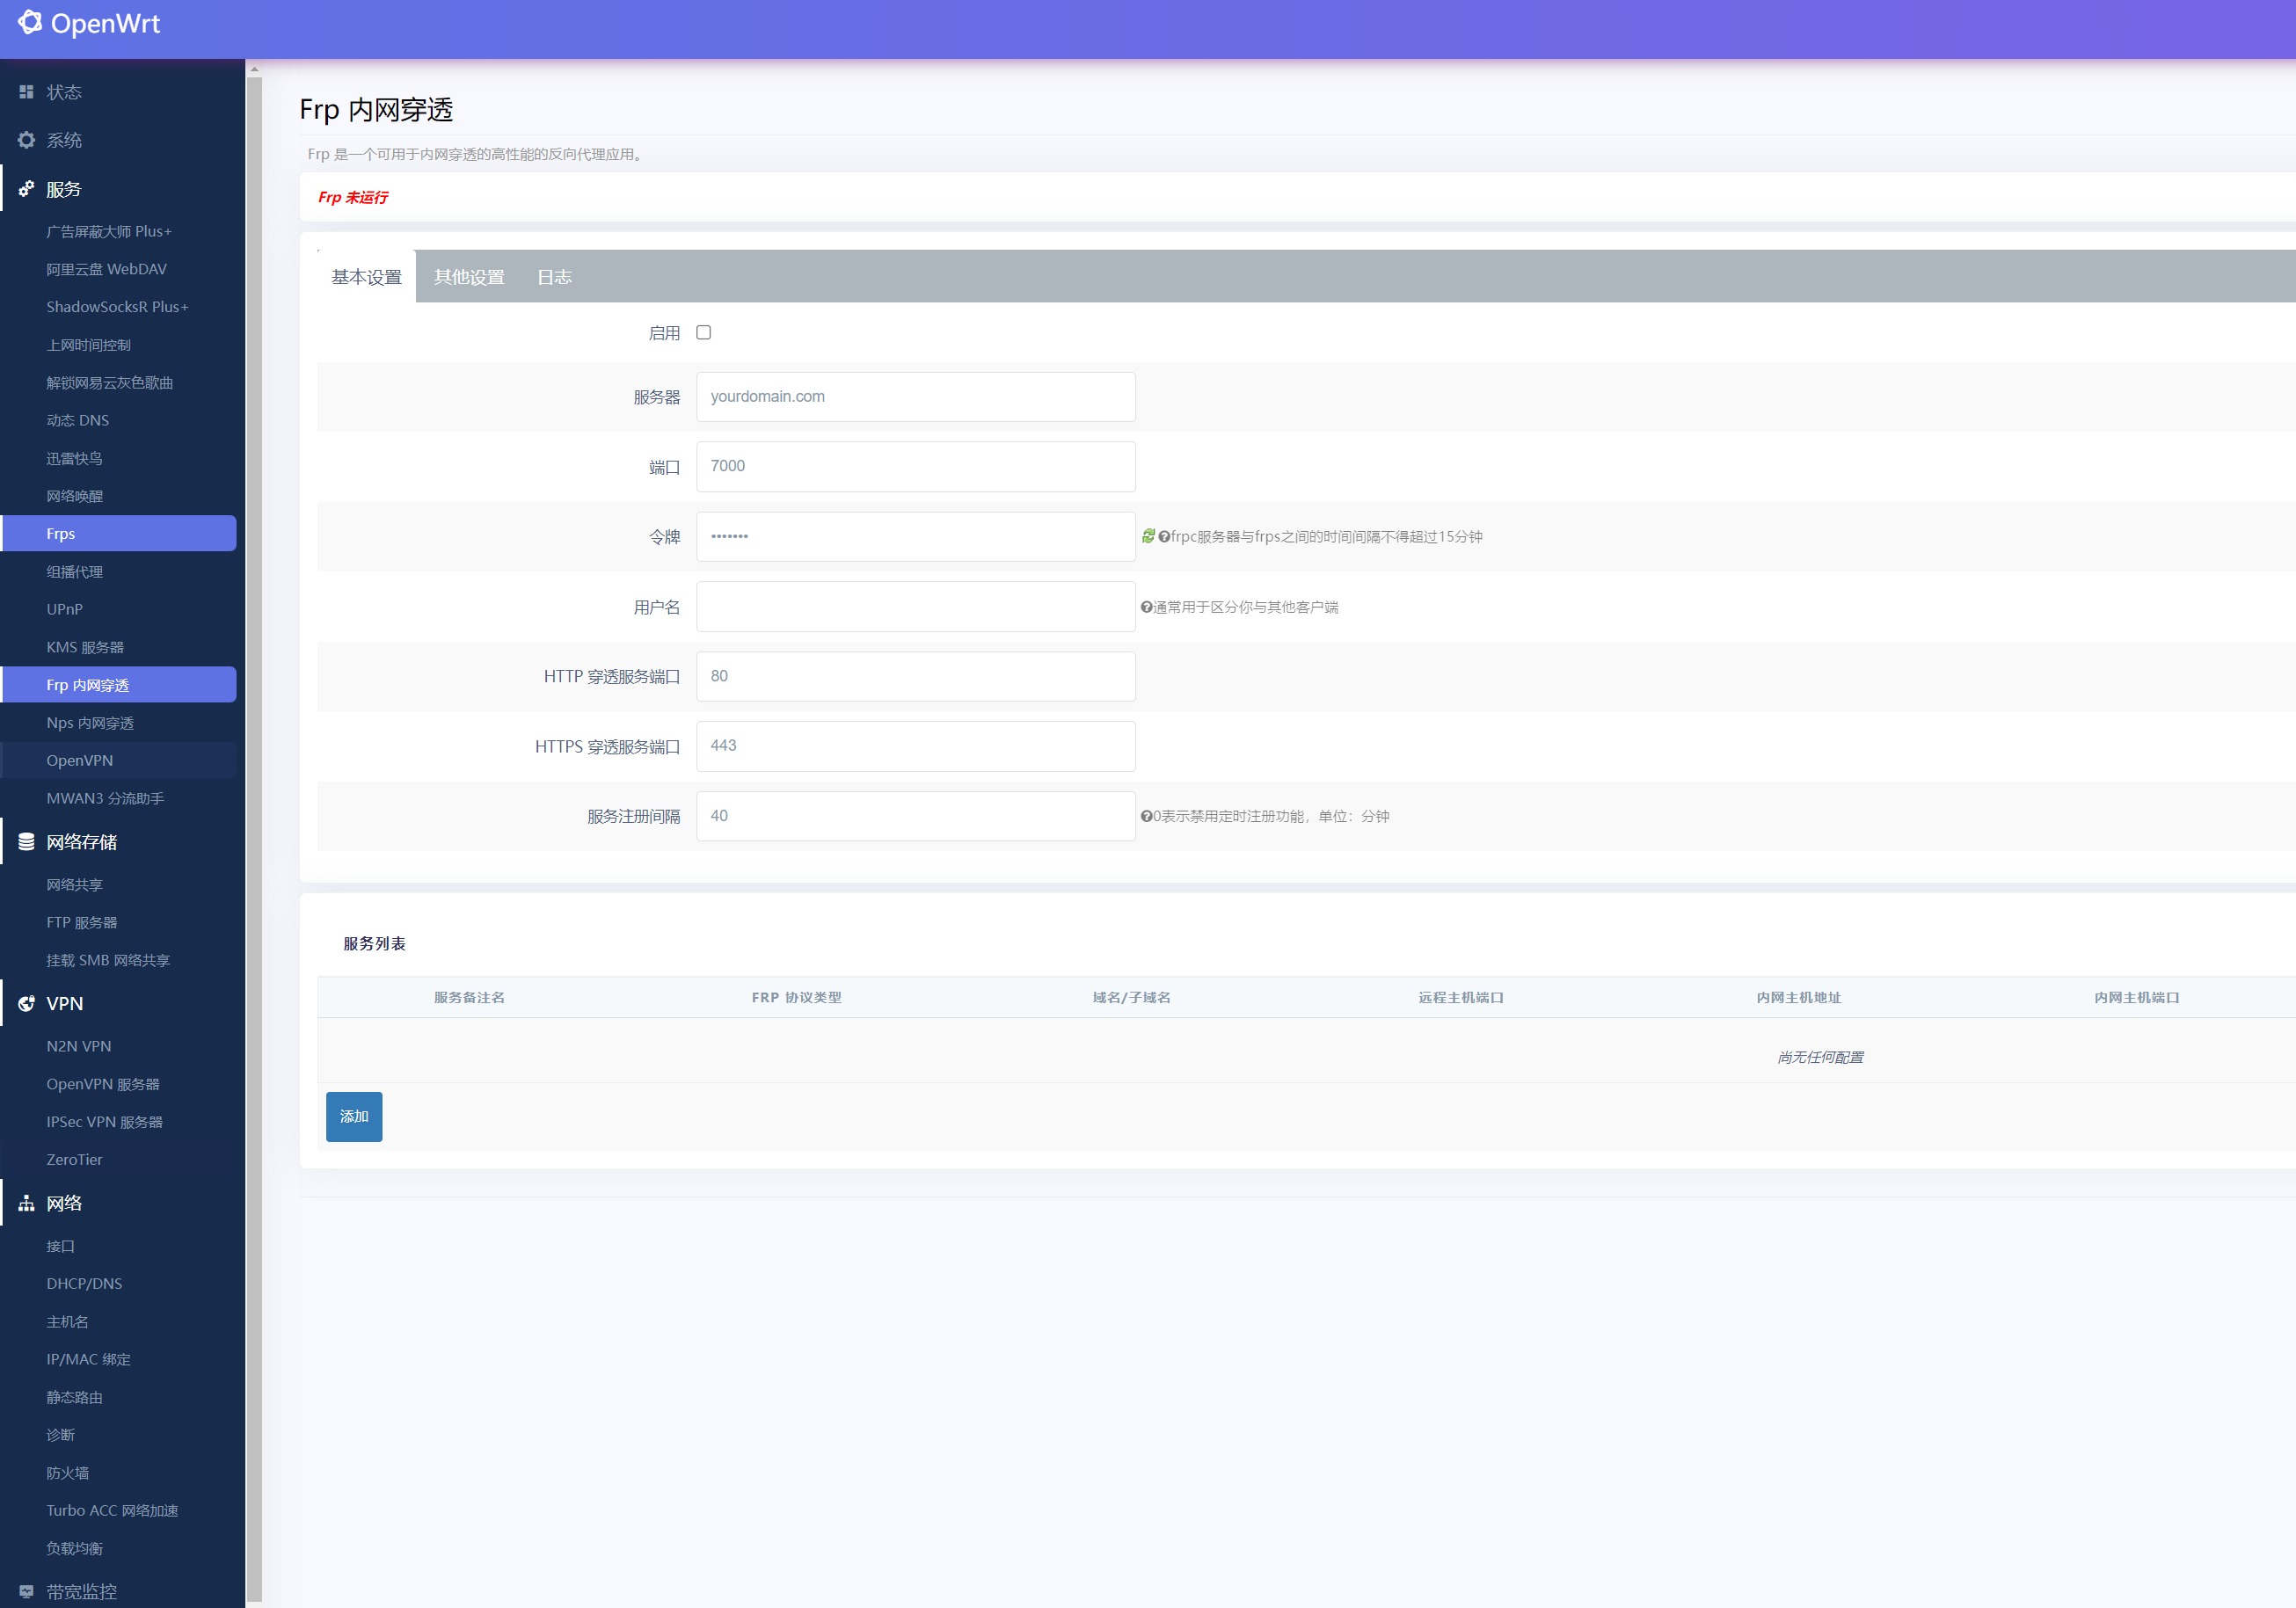 OpenWrt
状态
系统
服务
广告屏蔽大师 Plus+
阿里云盘 WebDAV
ShadowSocksR Plus+
上网时间控制
解锁网易云灰色歌曲
动态 DNS
迅雷快鸟
网络唤醒
Frps
组播代理
UPnP
KMS 服务器
Frp 内网穿透
Nps 内网穿透
OpenVPN
MWAN3 分流助手
网络存储
网络共享
FTP 服务器
挂载 SMB 网络共享
VPN
N2N VPN
OpenVPN 服务器
IPSec VPN 服务器
ZeroTier
网络
接口
DHCP/DNS
主机名
IP/MAC 绑定
静态路由
诊断
防火墙
Turbo ACC 网络加速
负载均衡
带宽监控
Frp 内网穿透
Frp 是一个可用于内网穿透的高性能的反向代理应用。
Frp 未运行
基本设置 其他设置 日志
启用
服务器 yourdomain.com
端口 7000
令牌 ••••••• frpc服务器与frps之间的时间间隔不得超过15分钟
用户名 通常用于区分你与其他客户端
HTTP 穿透服务端口 80
HTTPS 穿透服务端口 443
服务注册间隔 40 0表示禁用定时注册功能，单位：分钟
服务列表
服务备注名 FRP 协议类型 域名/子域名 远程主机端口 内网主机地址 内网主机端口
尚无任何配置
添加